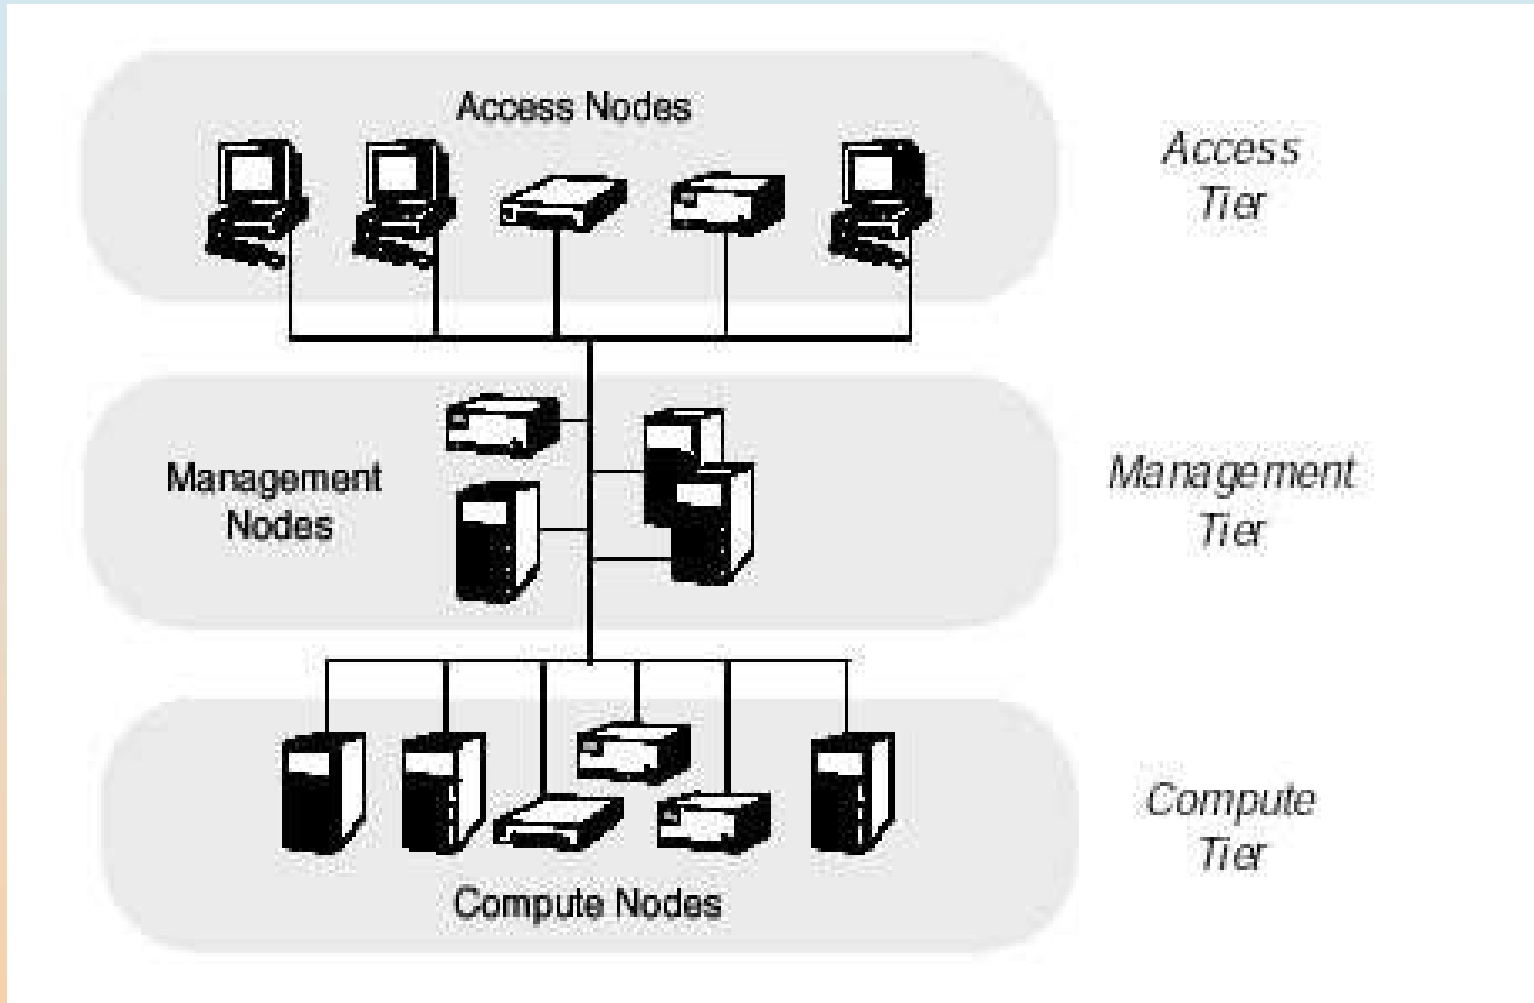 Access Nodes
Access
Tier
Management
Nodes
Management
Tier
Compute
Tier
Compute Nodes